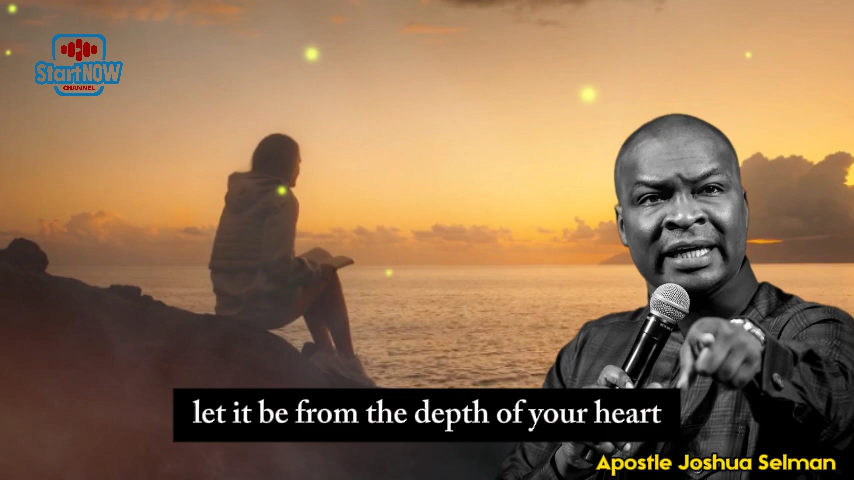 StartNOW
CHANNEL
let it be from the depth of your heart
Apostle Joshua Selman